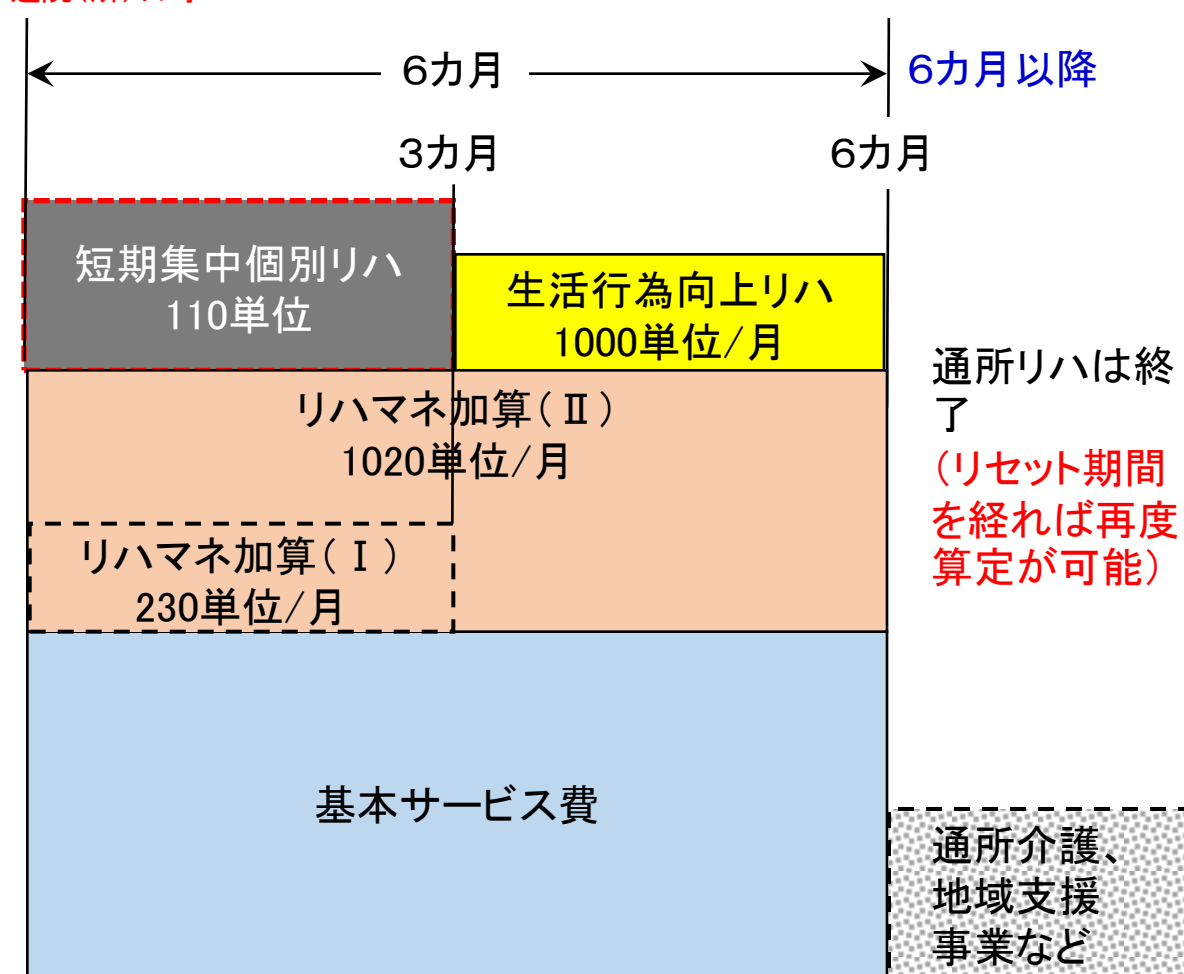 6カ月
6カ月以降
3カ月
6カ月
短期集中個別リハ
110単位
生活行為向上リハ
1000単位/月
リハマネ加算(Ⅱ)
1020単位/月
リハマネ加算(Ⅰ)
230単位/月
通所リハは終
了
(リセット期間
を経れば再度
算定が可能)
基本サービス費
通所介護、
地域支援
事業など